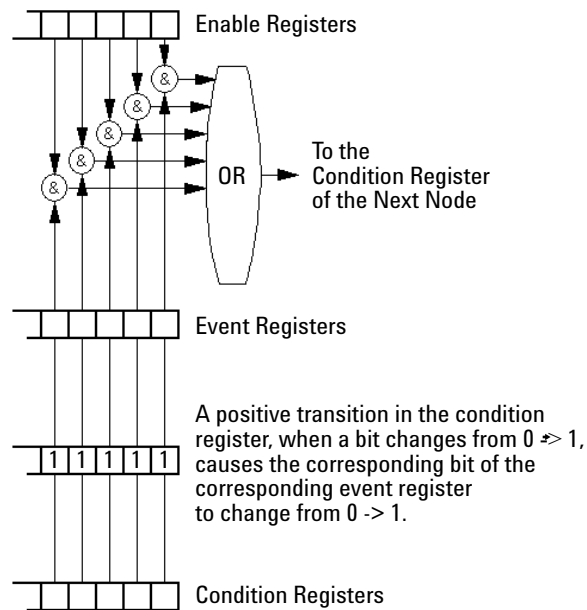 Enable Registers
&
&
&
&
&
OR
To the
Condition Register
of the Next Node
Event Registers
1 1 1 1 1
A positive transition in the condition
register, when a bit changes from 0 -> 1,
causes the corresponding bit of the
corresponding event register
to change from 0 -> 1.
Condition Registers